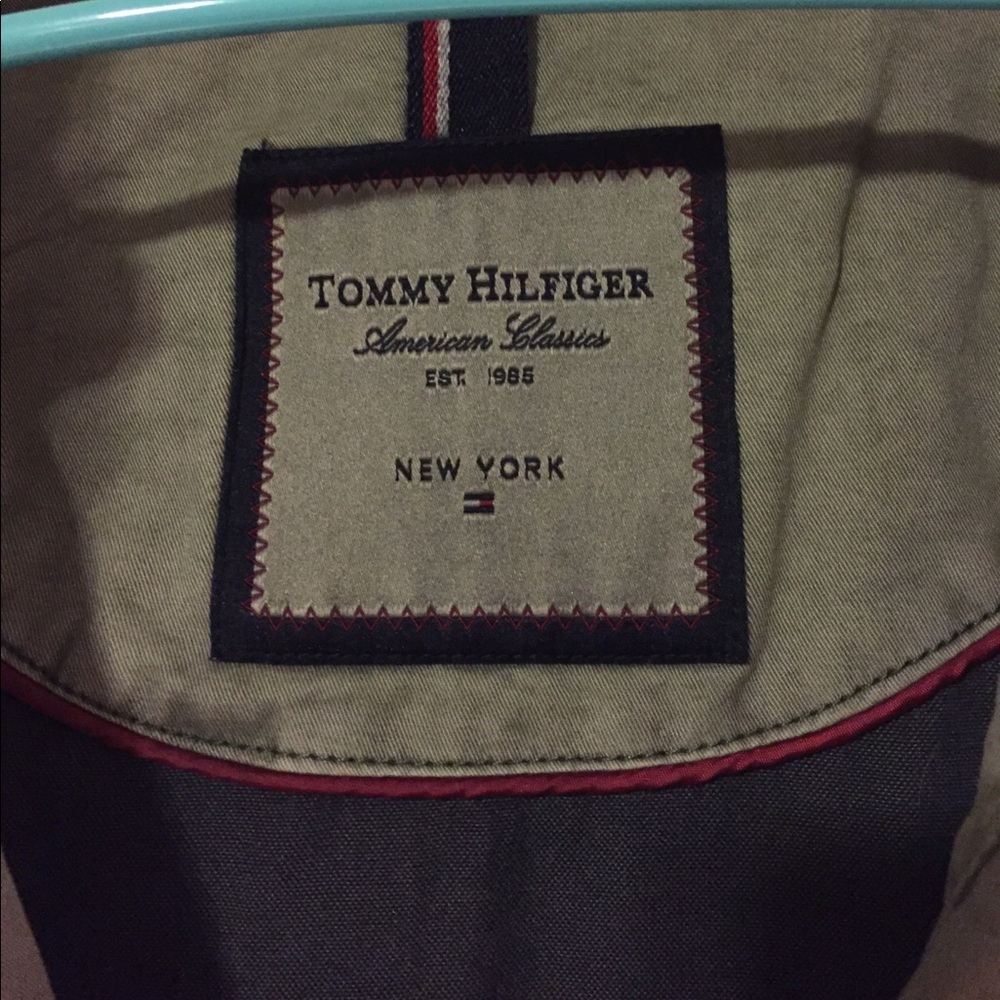 TOMMY HILFIGER
American Classics
EST. 1985
NEW YORK